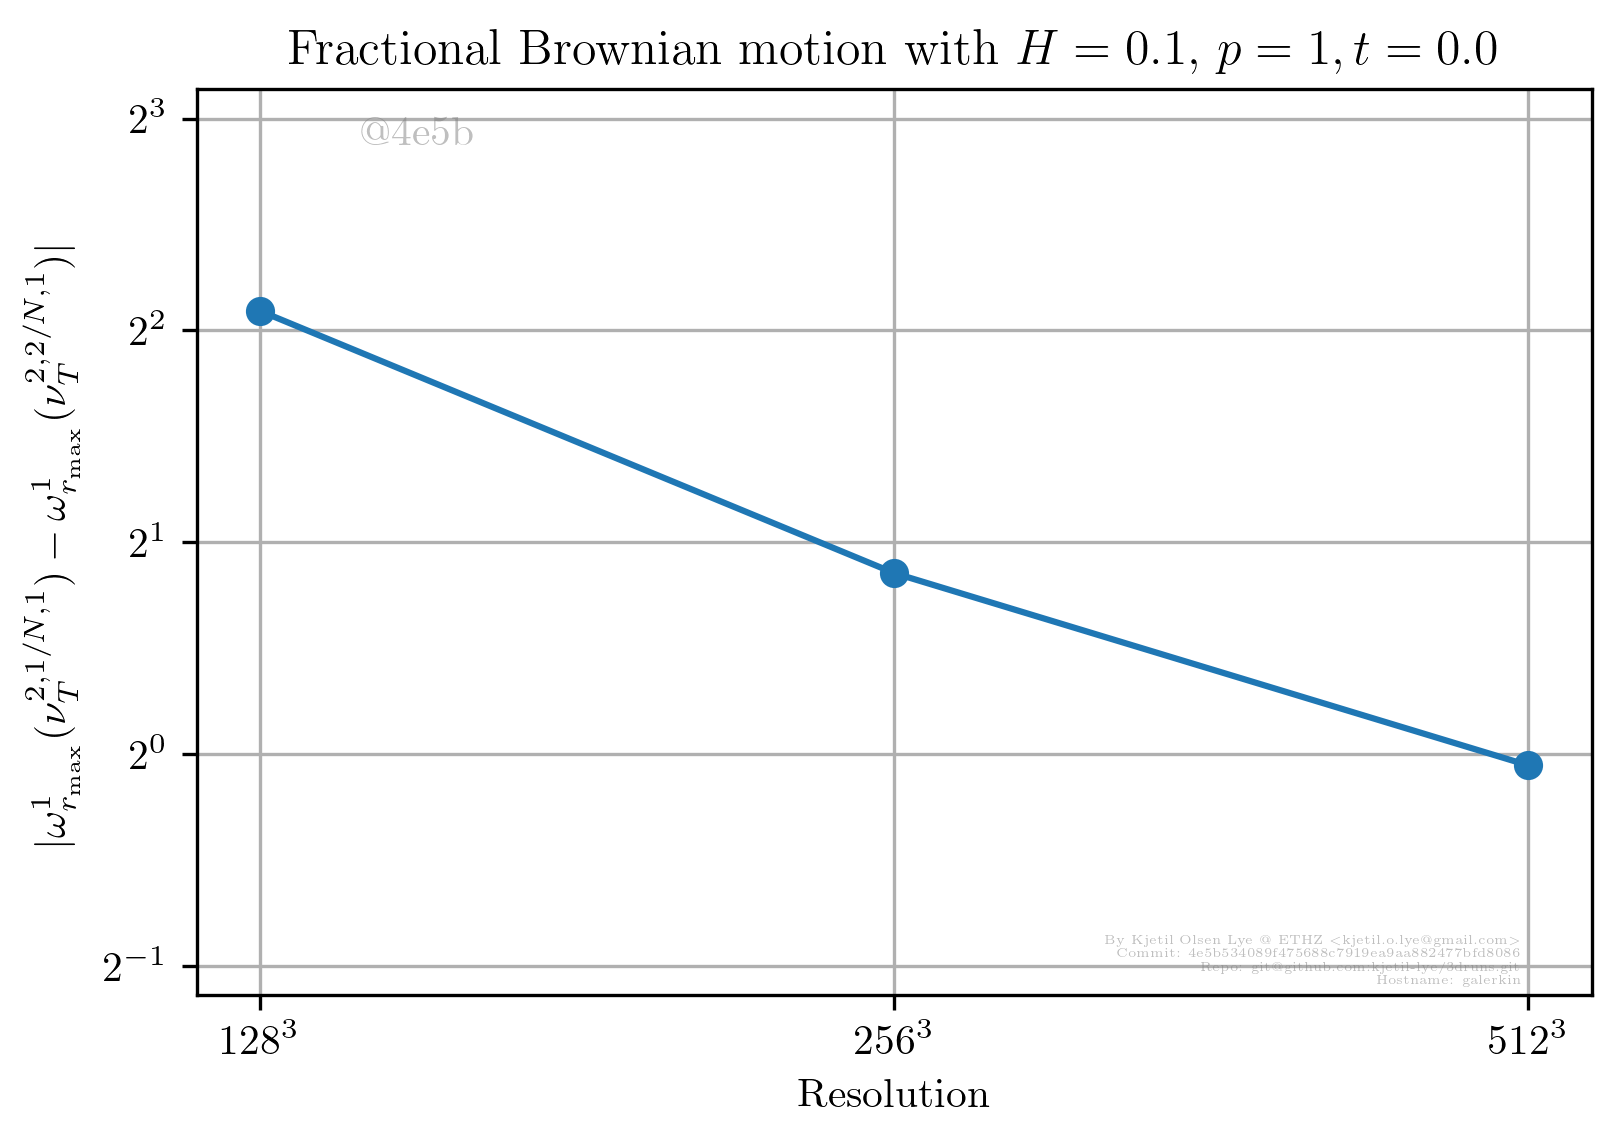 Fractional Brownian motion with $H = 0.1$, $p = 1, t = 0.0$
@4e5b
$2^3$
$2^2$
$2^1$
$2^0$
$2^{-1}$
$|\omega^1_{r_{\max}}(\nu_T^{2,1/N,1}) - \omega^1_{r_{\max}}(\nu_T^{2,2/N,1})|$
By Kjetil Olsen Lye @ ETHZ <kjetil.o.lye@gmail.com>
Commit: 4e5b534089f475688c7919ea9aa882477bfd8086
Repo: git@github.com:kjetil-lye/3druns.git
Hostname: galerkin
$128^3$ $256^3$ $512^3$
Resolution